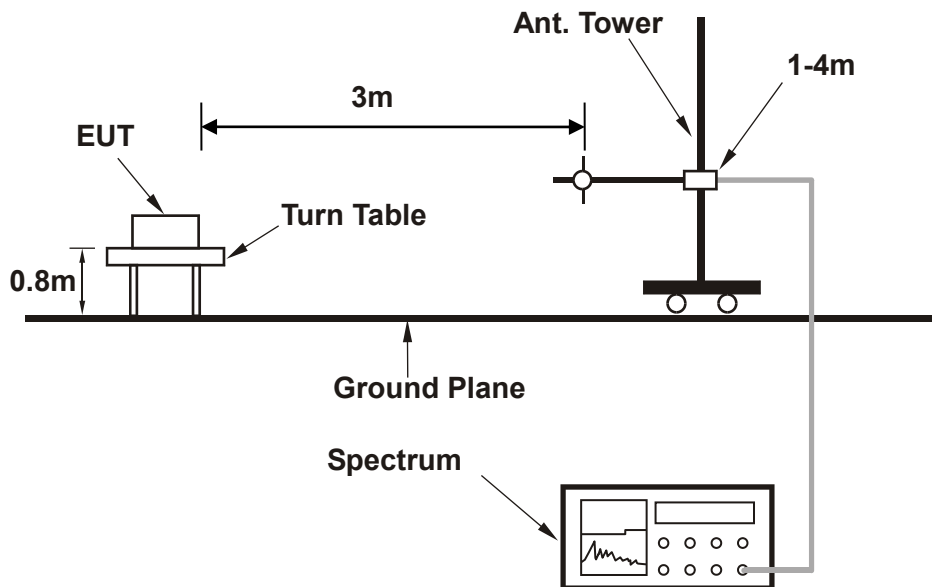 Ant. Tower
1-4m
3m
EUT
Turn Table
0.8m
Ground Plane
Spectrum